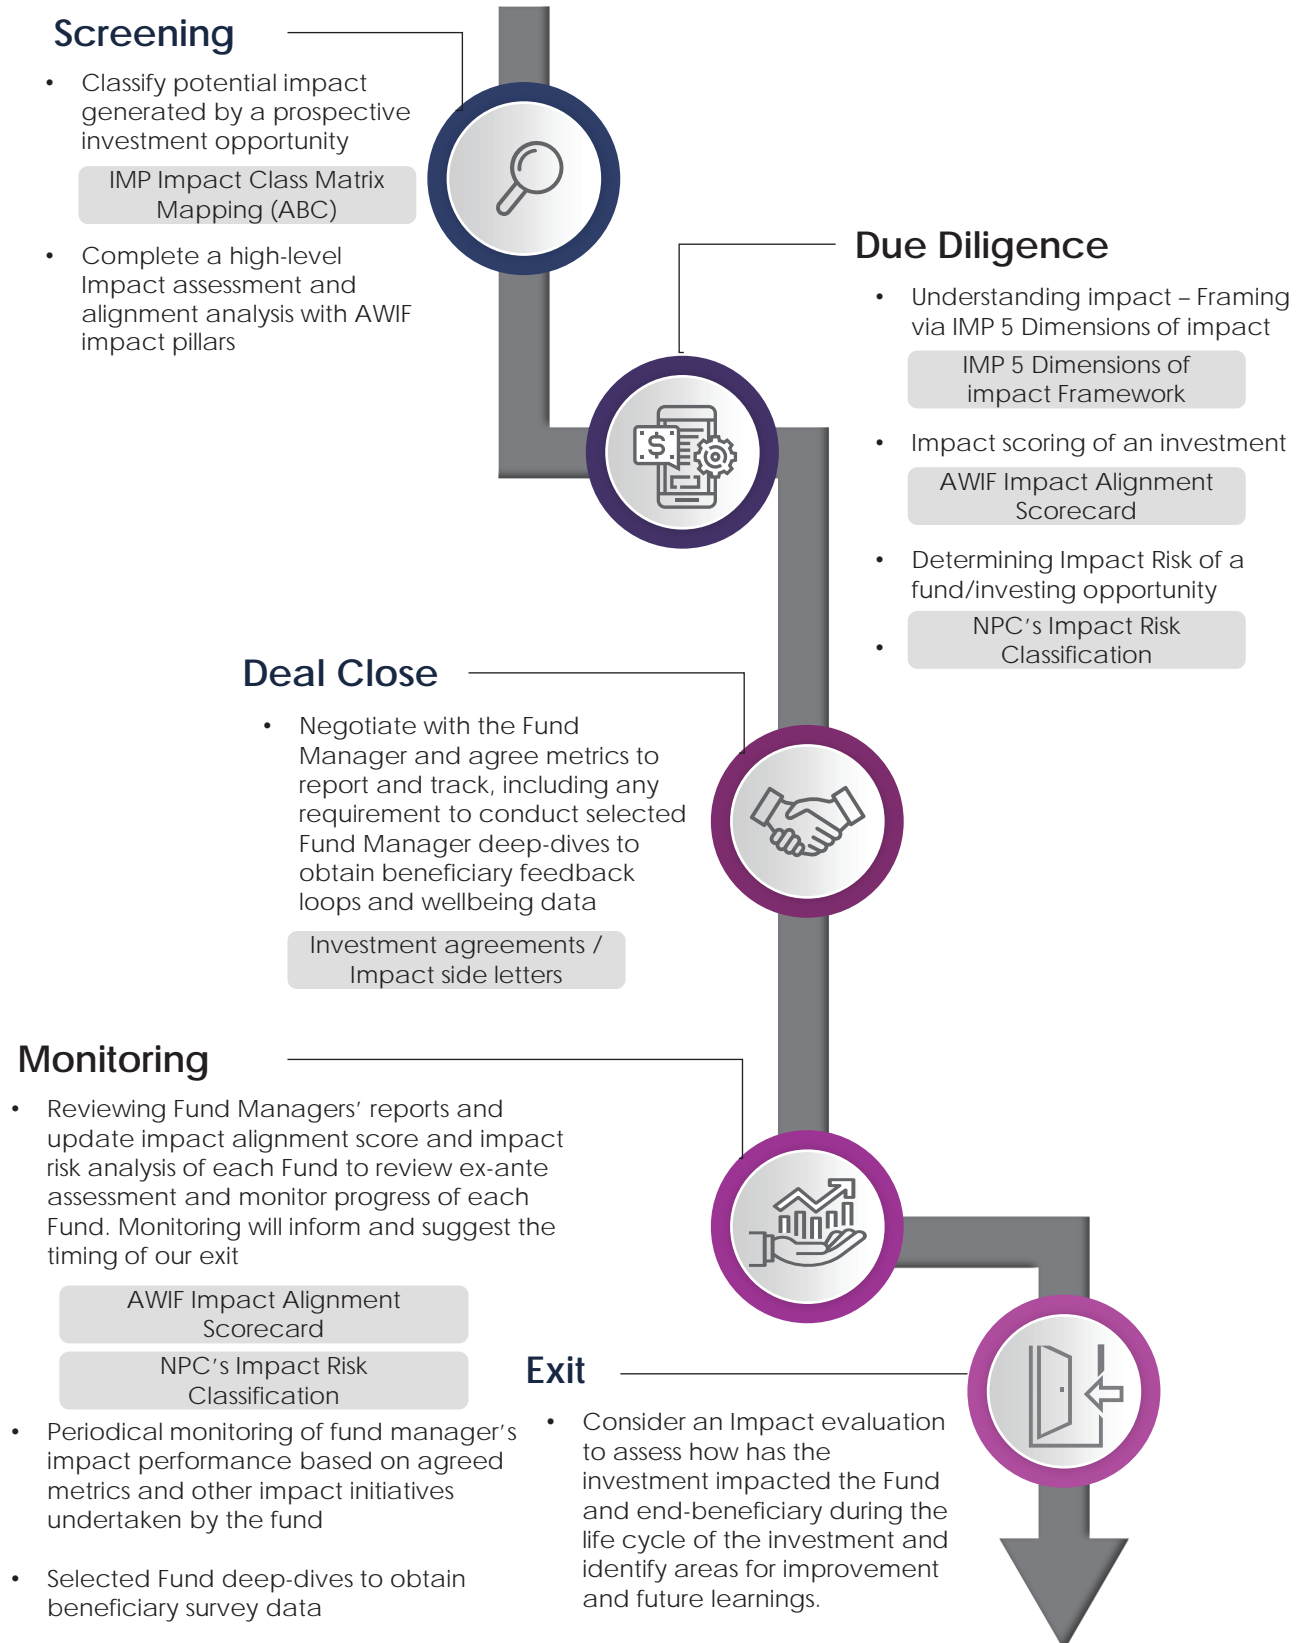 Screening
• Classify potential impact
generated by a prospective
investment opportunity
IMP Impact Class Matrix
Mapping (ABC)
• Complete a high-level
Impact assessment and
alignment analysis with AWIF
impact pillars
Due Diligence
• Understanding impact – Framing
via IMP 5 Dimensions of impact
IMP 5 Dimensions of
impact Framework
• Impact scoring of an investment
AWIF Impact Alignment
Scorecard
• Determining Impact Risk of a
fund/investing opportunity
• NPC’s Impact Risk
Classification
$
Deal Close
• Negotiate with the Fund
Manager and agree metrics to
report and track, including any
requirement to conduct selected
Fund Manager deep-dives to
obtain beneficiary feedback
loops and wellbeing data
Investment agreements /
Impact side letters
Monitoring
• Reviewing Fund Managers’ reports and
update impact alignment score and impact
risk analysis of each Fund to review ex-ante
assessment and monitor progress of each
Fund. Monitoring will inform and suggest the
timing of our exit
AWIF Impact Alignment
Scorecard
NPC’s Impact Risk
Classification
• Periodical monitoring of fund manager’s
impact performance based on agreed
metrics and other impact initiatives
undertaken by the fund
• Selected Fund deep-dives to obtain
beneficiary survey data
Exit
• Consider an Impact evaluation
to assess how has the
investment impacted the Fund
and end-beneficiary during the
life cycle of the investment and
identify areas for improvement
and future learnings.